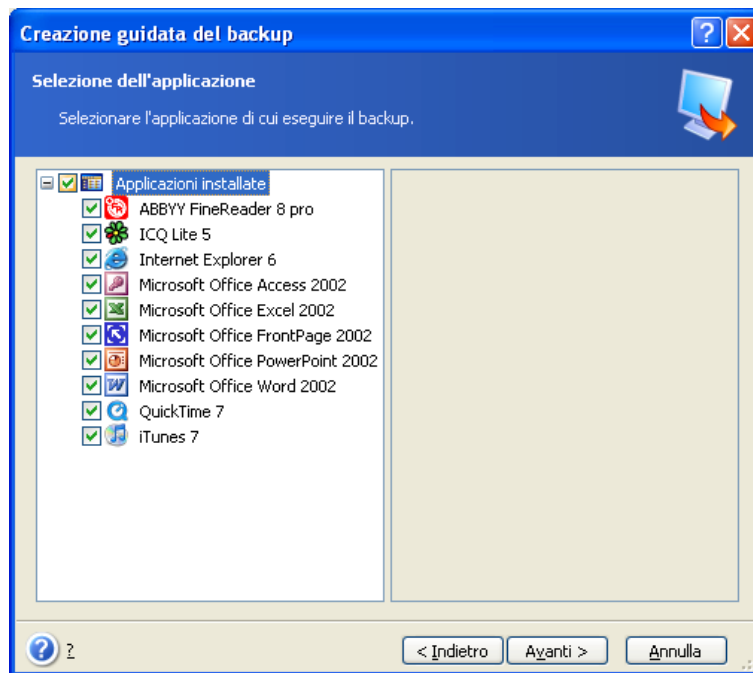 Creazione guidata del backup
Selezione dell'applicazione
Selezionare l'applicazione di cui eseguire il backup.
Applicazioni installate
ABBYY FineReader 8 pro
ICQ Lite 5
Internet Explorer 6
Microsoft Office Access 2002
Microsoft Office Excel 2002
Microsoft Office FrontPage 2002
Microsoft Office PowerPoint 2002
Microsoft Office Word 2002
QuickTime 7
iTunes 7
? < Indietro Avanti > Annulla